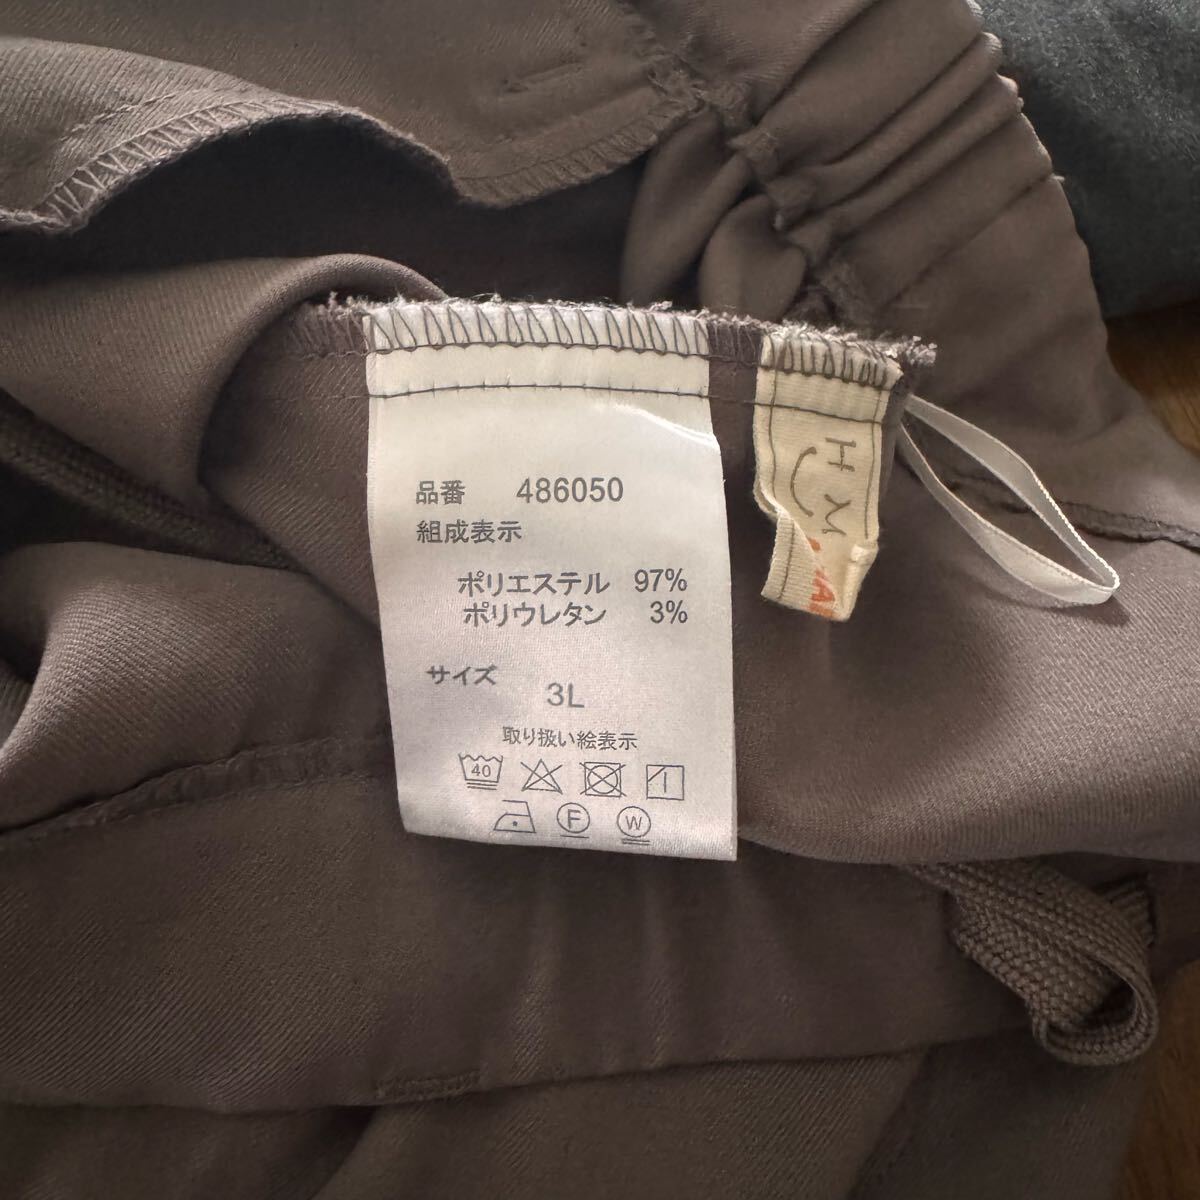 品番 486050
組成表示
ポリエステル 97%
ポリウレタン 3%
サイズ
3L
取り扱い絵表示
40
F
W
H M